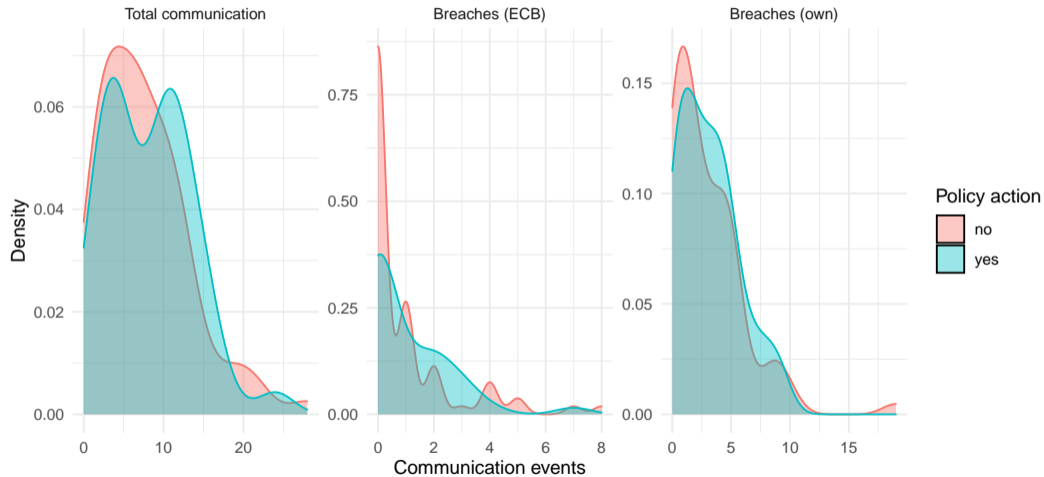 Total communication
Breaches (ECB)
Breaches (own)
Density
0.06
0.04
0.02
0.00
0 10 20
0.75
0.50
0.25
0.00
0 2 4 6 8
0.15
0.10
0.05
0.00
0 5 10 15
Communication events
Policy action
no
yes